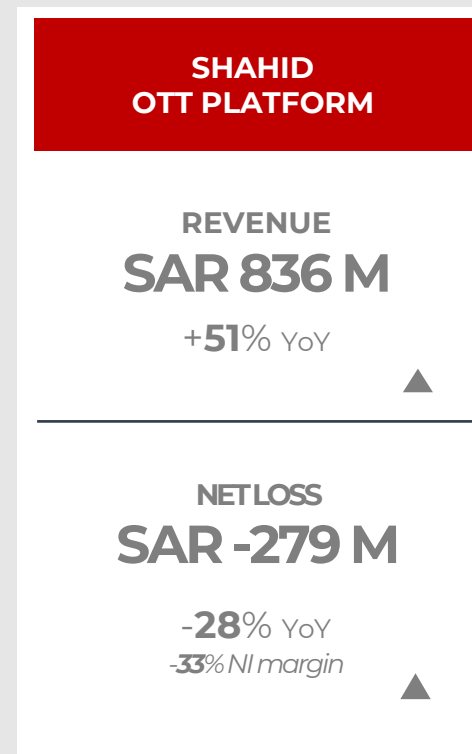 SHAHID
OTT PLATFORM
REVENUE
SAR 836 M
+51% YoY
NET LOSS
SAR -279 M
-28% YoY
-33% NI margin